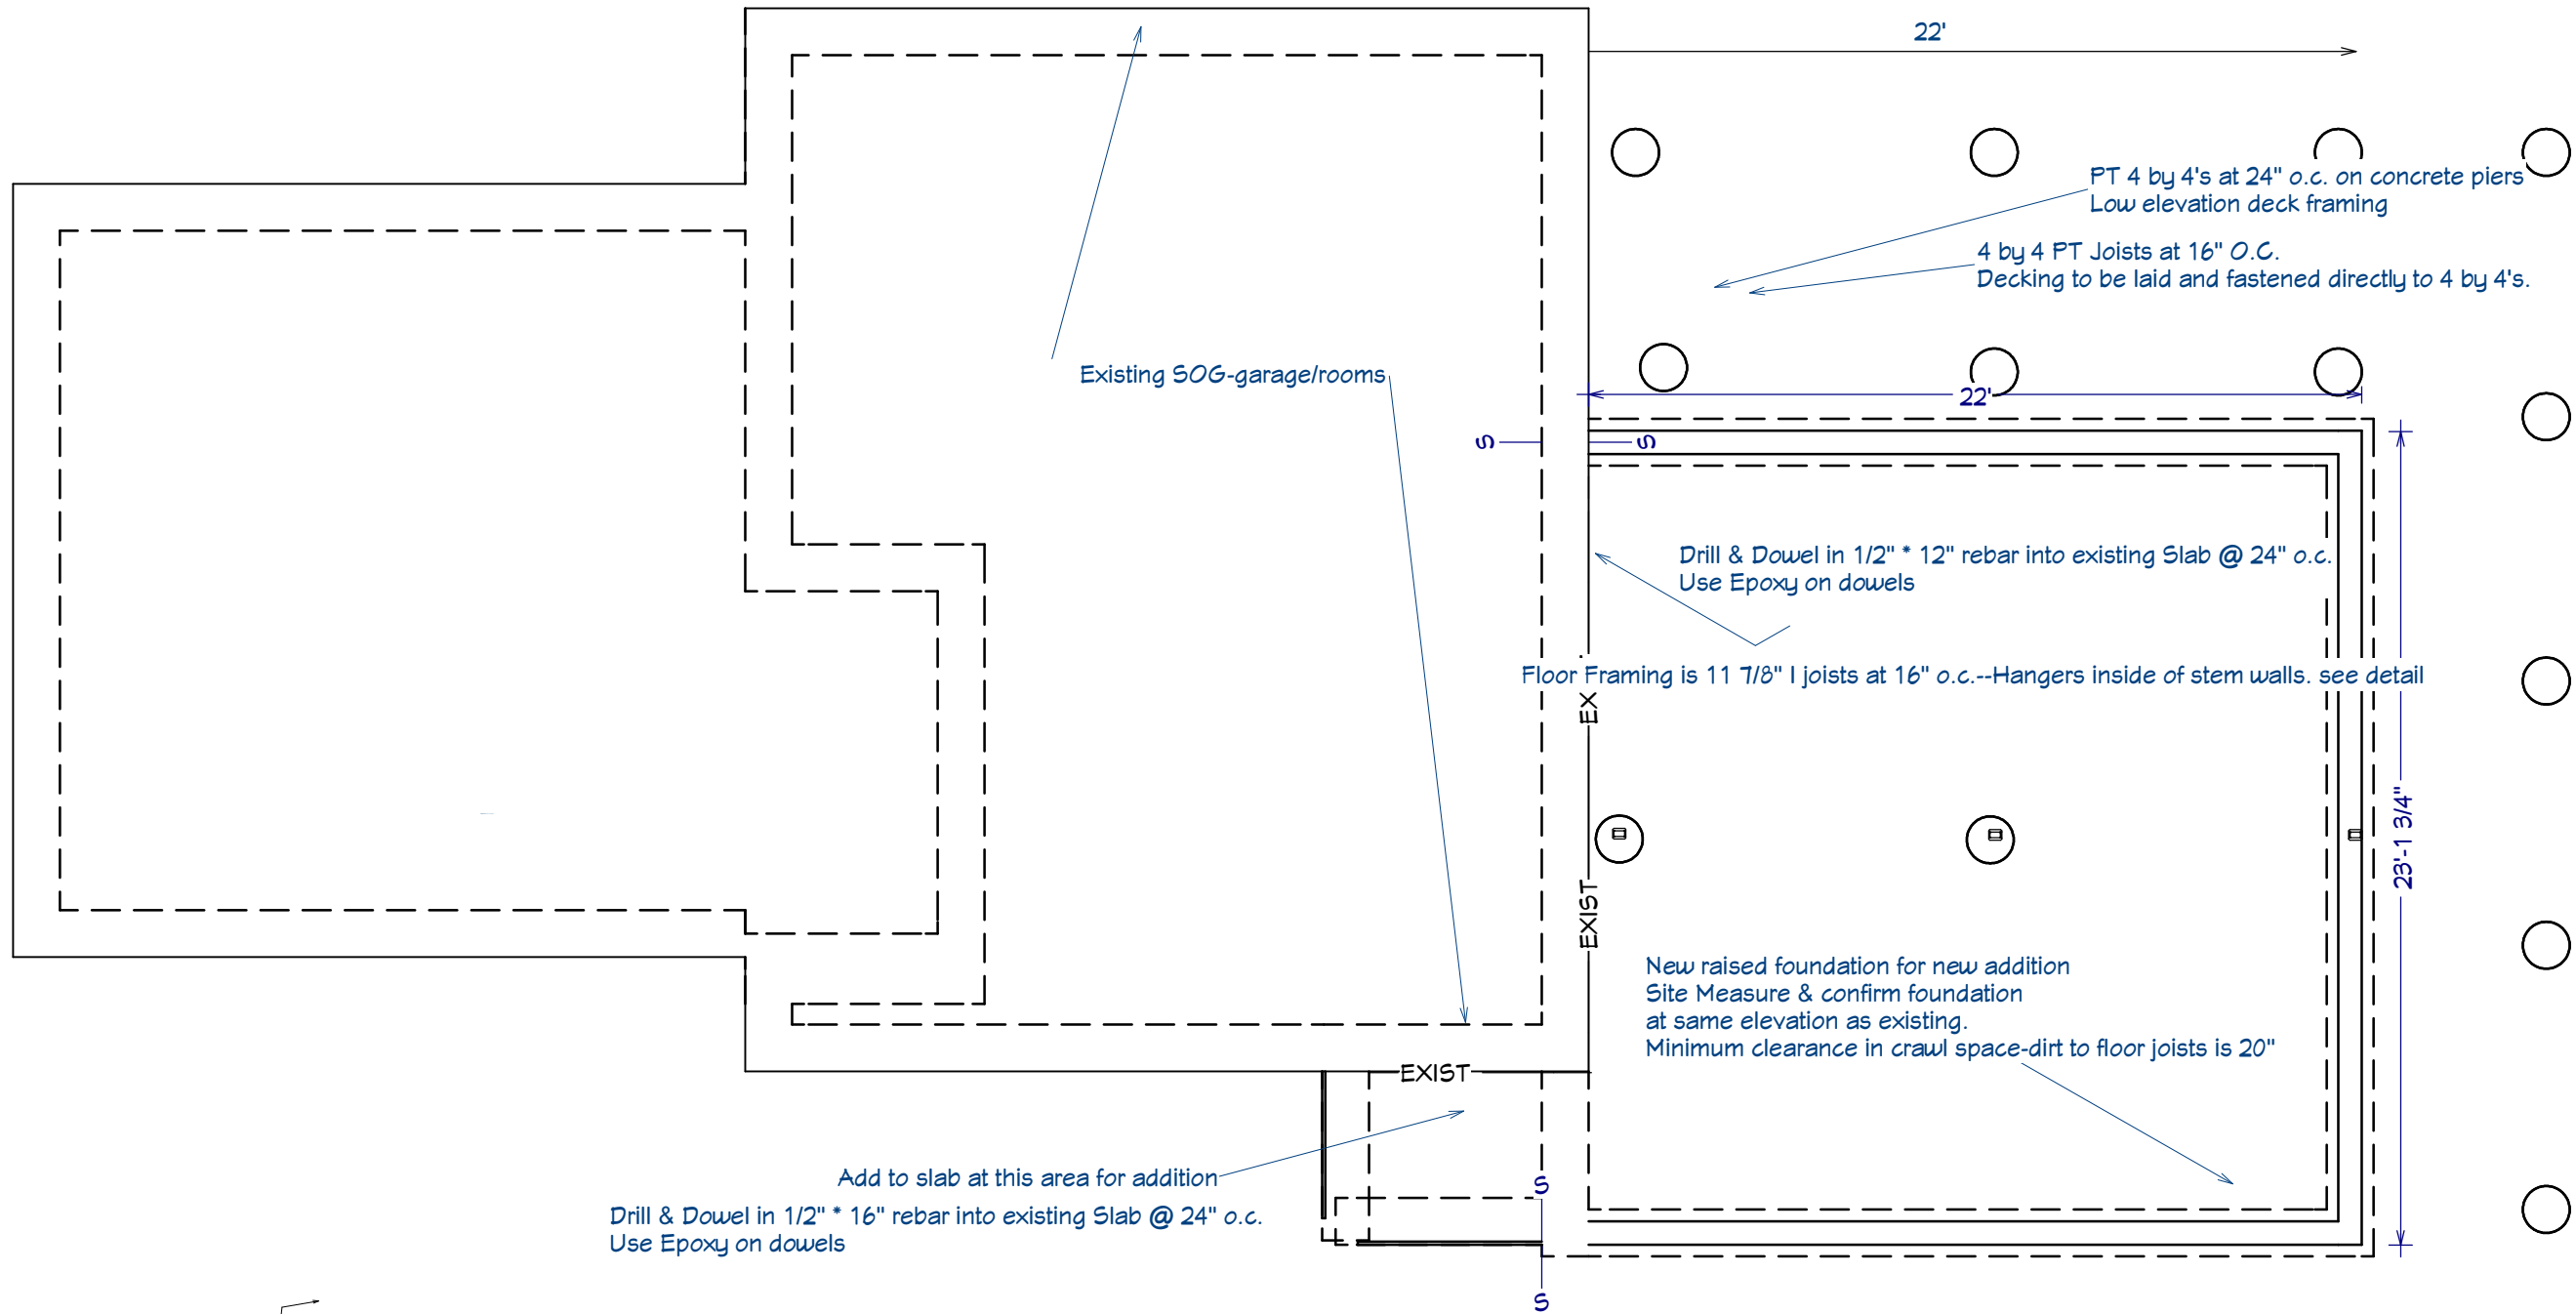 22'
PT 4 by 4's at 24" o.c. on concrete piers
Low elevation deck framing
4 by 4 PT Joists at 16" O.C.
Decking to be laid and fastened directly to 4 by 4's.
Existing SOG-garage/rooms
22'
S
S
Drill & Dowel in 1/2" * 12" rebar into existing Slab @ 24" o.c.
Use Epoxy on dowels
Floor Framing is 11 7/8" I joists at 16" o.c.--Hangers inside of stem walls. see detail
EX
23'-1 3/4"
EXIST
New raised foundation for new addition
Site Measure & confirm foundation
at same elevation as existing.
Minimum clearance in crawl space-dirt to floor joists is 20"
EXIST
Add to slab at this area for addition
S
Drill & Dowel in 1/2" * 16" rebar into existing Slab @ 24" o.c.
Use Epoxy on dowels
S